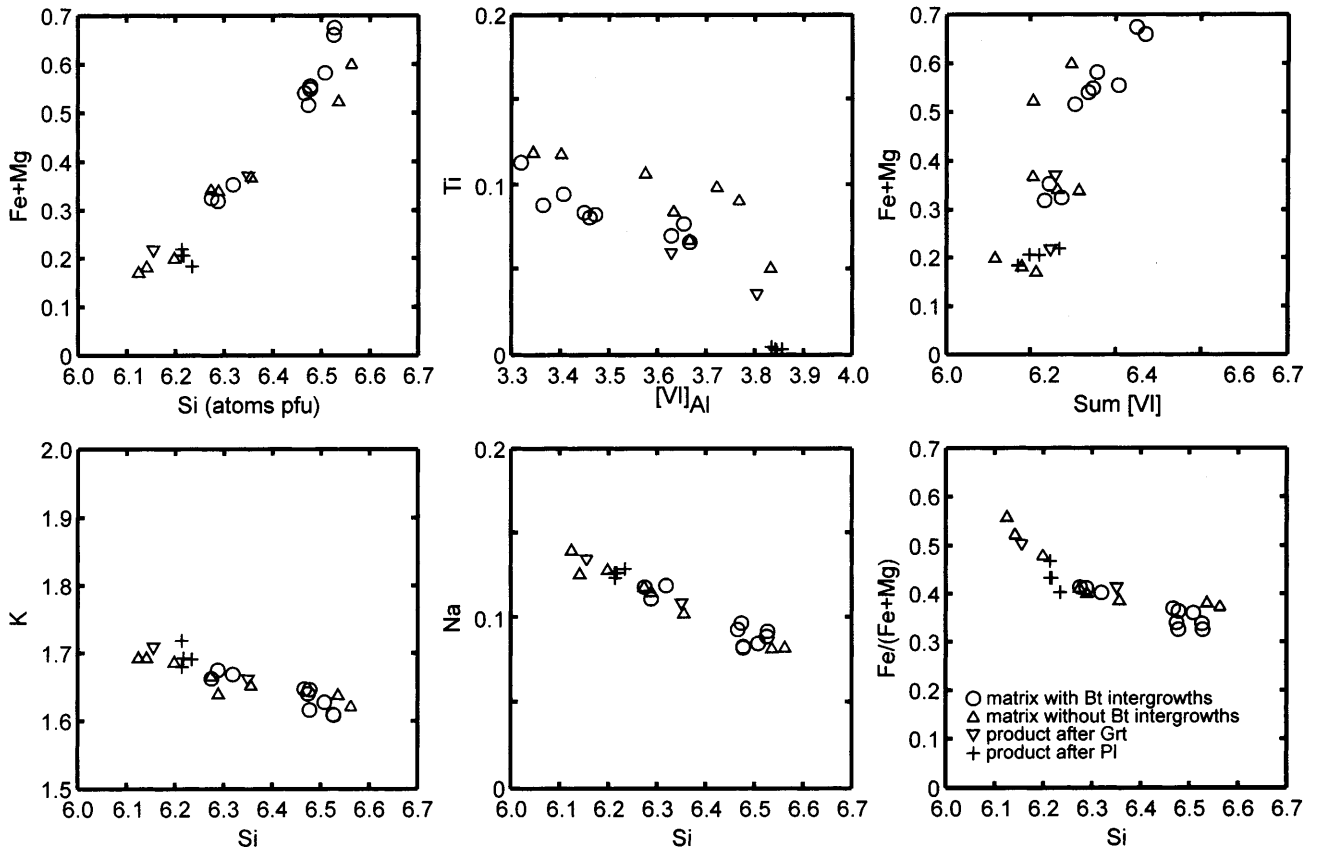 0.7
0.6
0.5
0.4
0.3
0.2
0.1
0
Fe+Mg
6.0 6.1 6.2 6.3 6.4 6.5 6.6 6.7
Si (atoms pfu)
0.2
0.1
0
Ti
3.3 3.4 3.5 3.6 3.7 3.8 3.9 4.0
[VI]Al
0.7
0.6
0.5
0.4
0.3
0.2
0.1
0
Fe+Mg
6.0 6.2 6.4 6.6 6.7
Sum [VI]
2.0
1.9
1.8
1.7
1.6
1.5
K
6.0 6.1 6.2 6.3 6.4 6.5 6.6 6.7
Si
0.2
0.1
0
Na
6.0 6.1 6.2 6.3 6.4 6.5 6.6 6.7
Si
0.7
0.6
0.5
0.4
0.3
0.2
0.1
0
Fe/(Fe+Mg)
matrix with Bt intergrowths
matrix without Bt intergrowths
product after Grt
product after Pl
6.0 6.1 6.2 6.3 6.4 6.5 6.6 6.7
Si